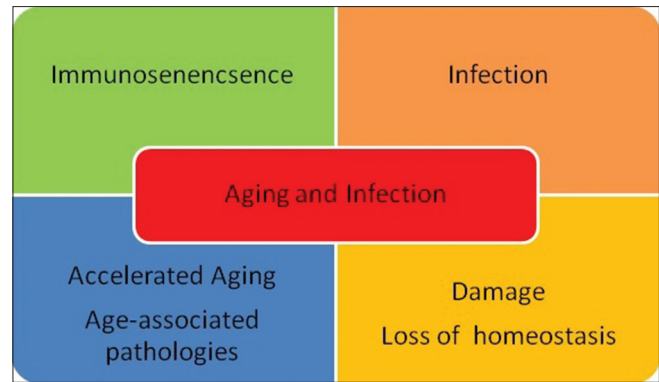 Immunosenencsence
Infection
Aging and Infection
Accelerated Aging
Age-associated
pathologies
Damage
Loss of homeostasis